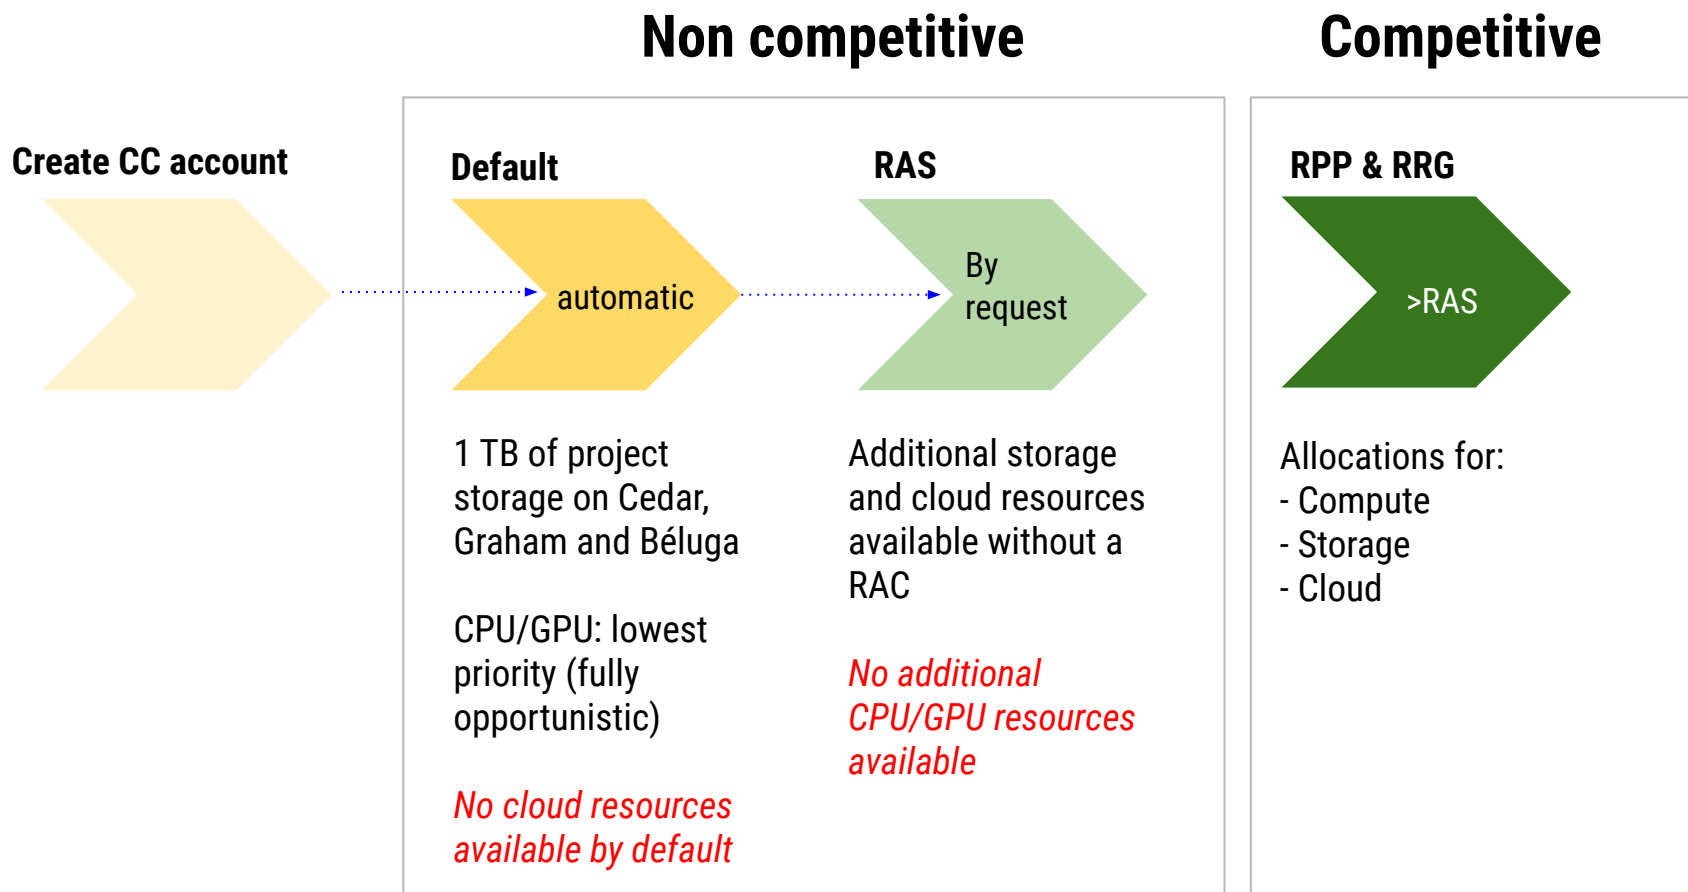 Non competitive
Competitive
Create CC account
Default
RAS
RPP & RRG
automatic
By
request
>RAS
1 TB of project
storage on Cedar,
Graham and Béluga
CPU/GPU: lowest
priority (fully
opportunistic)
No cloud resources
available by default
Additional storage
and cloud resources
available without a
RAC
No additional
CPU/GPU resources
available
Allocations for:
- Compute
- Storage
- Cloud